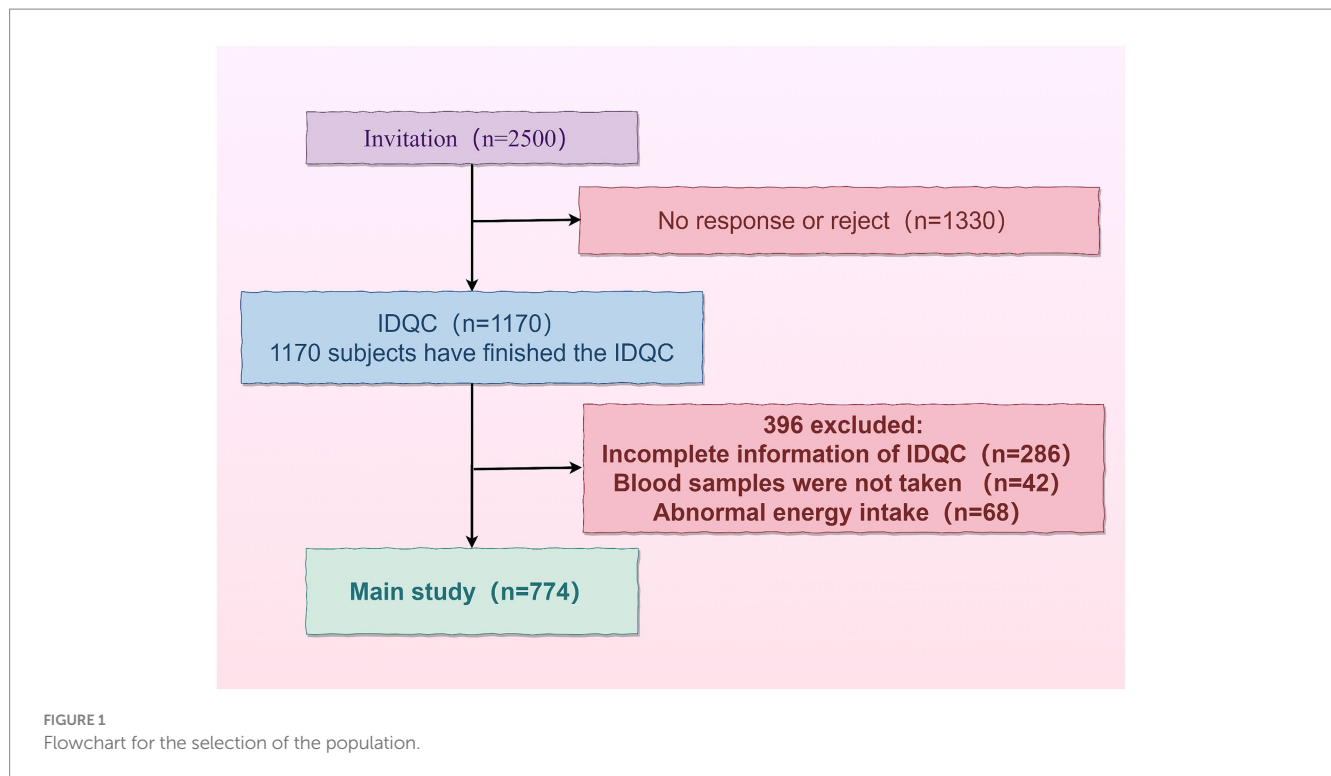 Invitation（n=2500）
No response or reject（n=1330）
IDQC（n=1170）
1170 subjects have finished the IDQC
396 excluded:
Incomplete information of IDQC（n=286）
Blood samples were not taken （n=42）
Abnormal energy intake（n=68）
Main study（n=774）
FIGURE 1
Flowchart for the selection of the population.